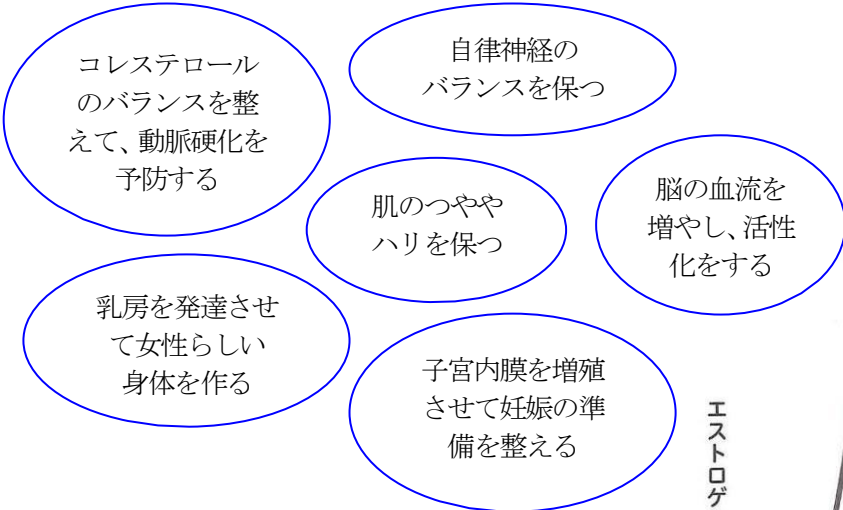 コレステロール
のバランスを整
えて、動脈硬化を
予防する
自律神経の
バランスを保つ
肌のつやや
ハリを保つ
脳の血流を
増やし、活性
化をする
乳房を発達させ
て女性らしい
身体を作る
子宮内膜を増殖
させて妊娠の準
備を整える
エストロゲ